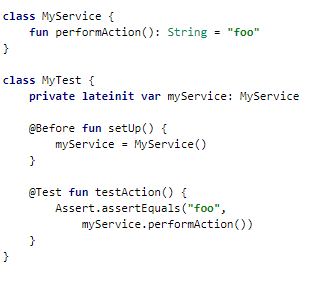 class MyService {
    fun performAction(): String = "foo"
}

class MyTest {
    private lateinit var myService: MyService

    @Before fun setUp() {
        myService = MyService()
    }

    @Test fun testAction() {
        Assert.assertEquals("foo",
            myService.performAction())
    }
}